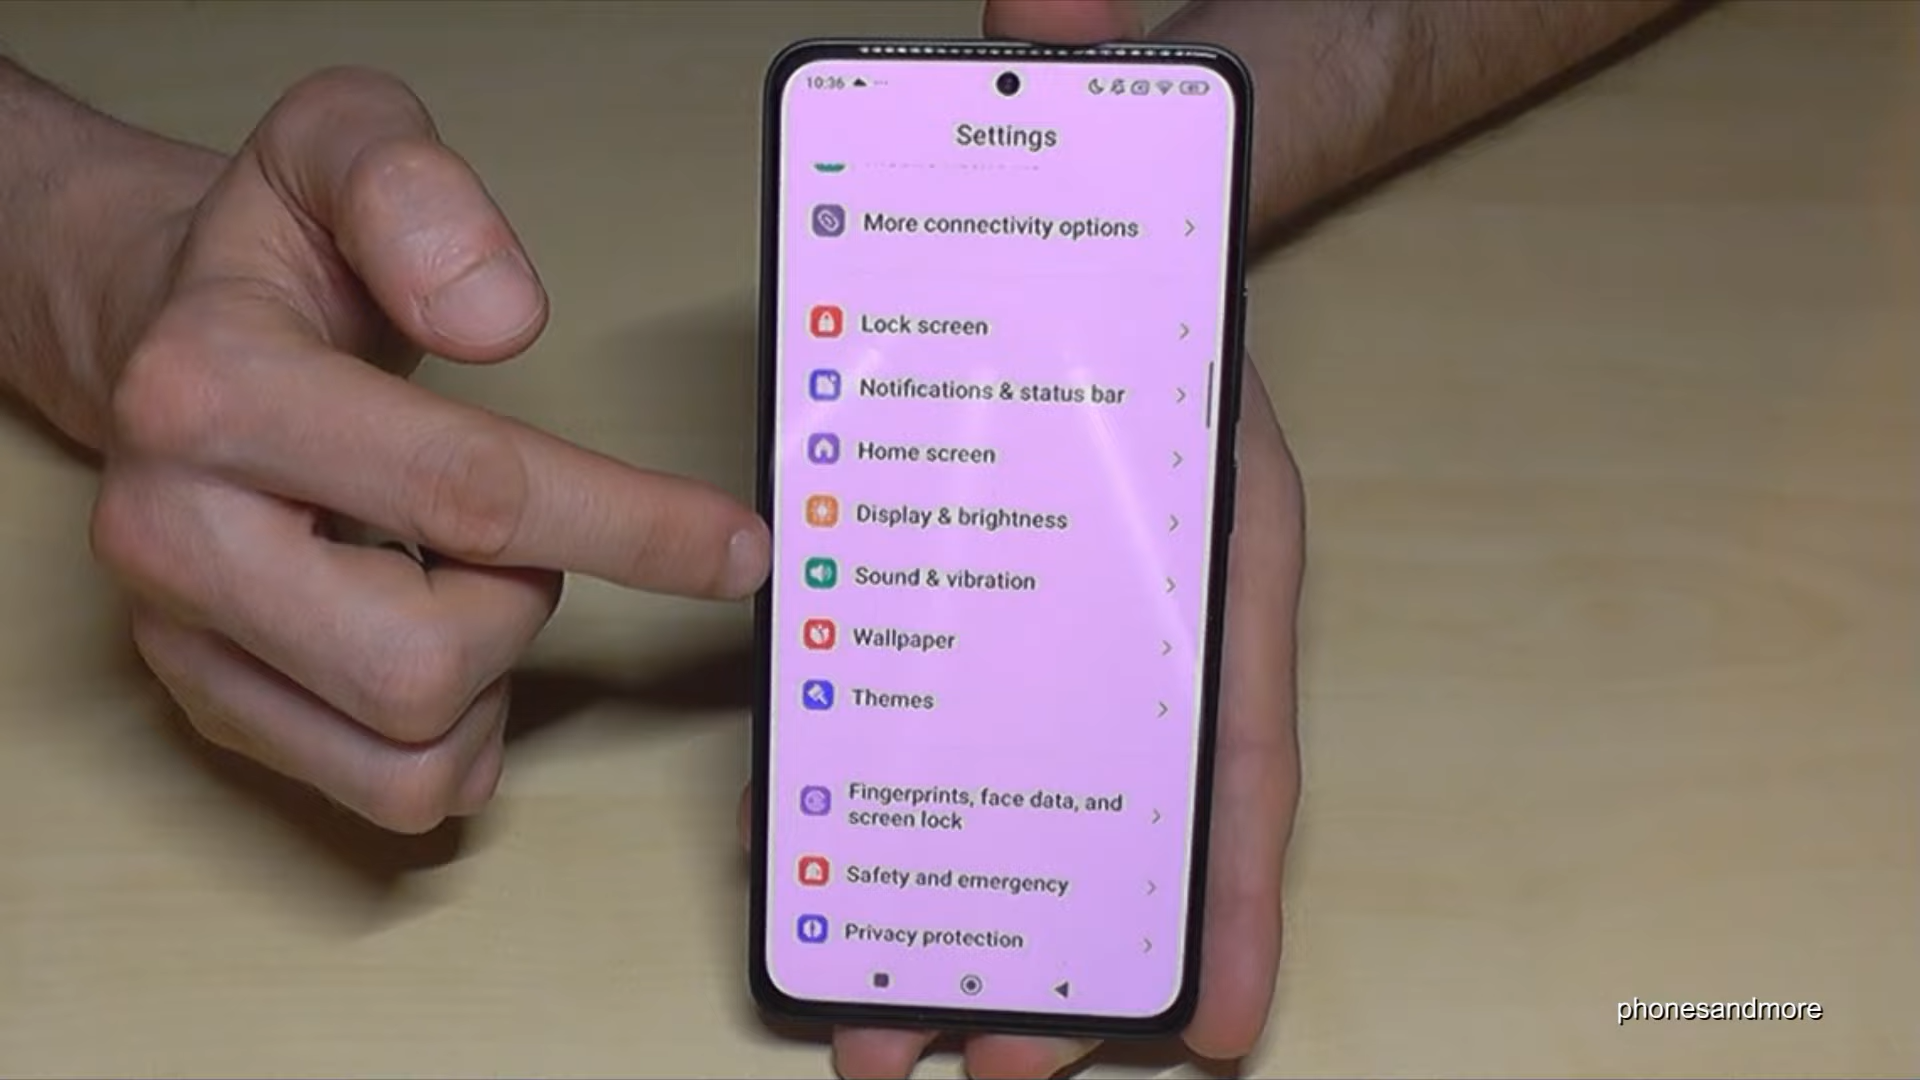 10:36
Settings
More connectivity options
Lock screen
Notifications & status bar
Home screen
Display & brightness
Sound & vibration
Wallpaper
Themes
Fingerprints, face data, and
screen lock
Safety and emergency
Privacy protection
phonesandmore